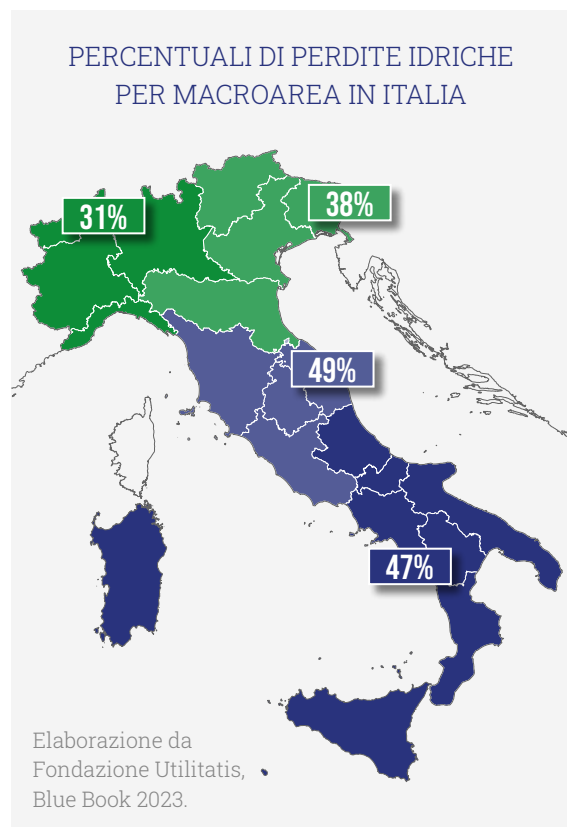 PERCENTUALI DI PERDITE IDRICHE
PER MACROAREA IN ITALIA
31%
38%
49%
47%
Elaborazione da
Fondazione Utilitatis,
Blue Book 2023.